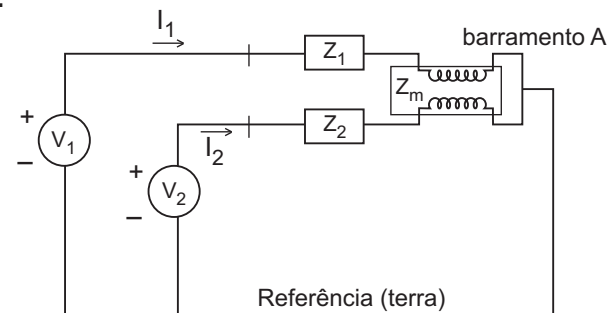 .
I₁
Z₁
barramento A
Zₘ
+
V₁
–
Z₂
I₂
+
V₂
–
Referência (terra)